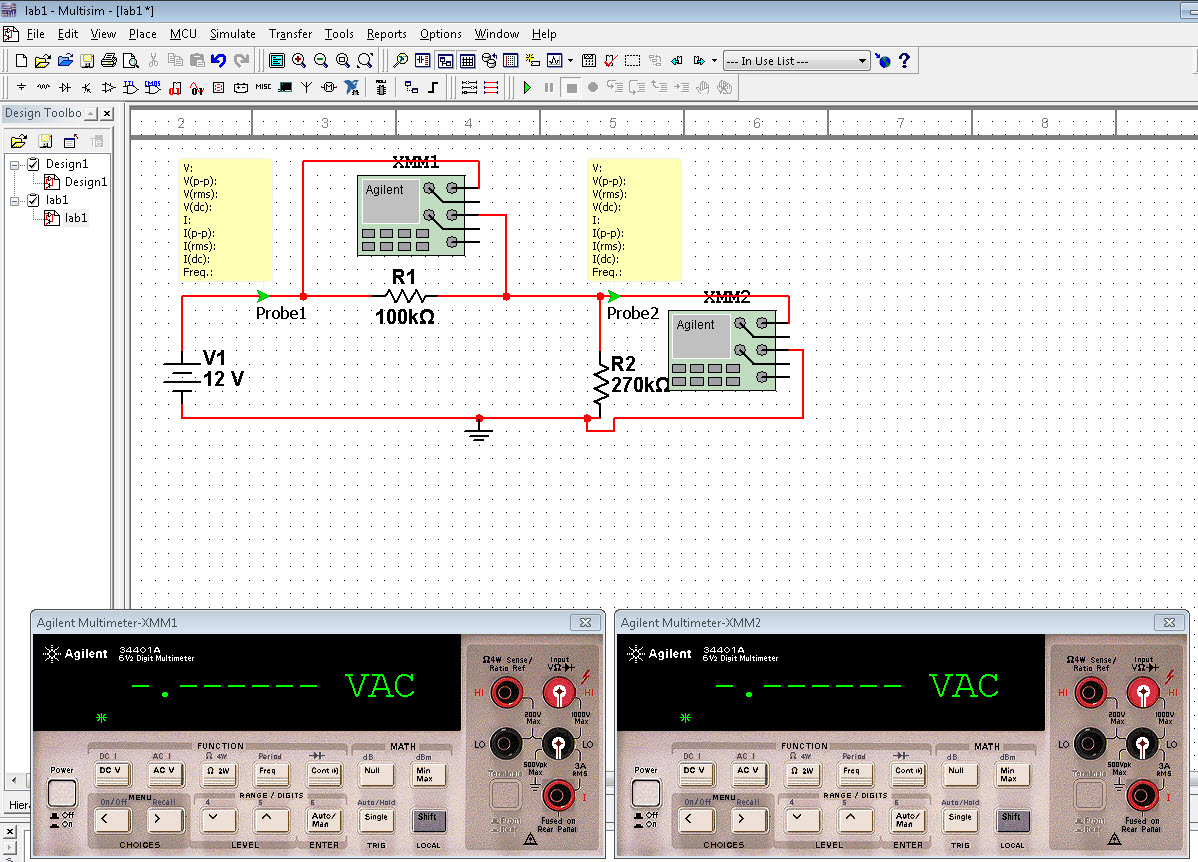 lab1 - Multisim - [lab1 *]
File Edit View Place MCU Simulate Transfer Tools Reports Options Window Help
--- In Use List ---
MISC
Design Toolbo
2 3 4 5 6 7 8
Design1
Design1
lab1
lab1
V:
V(p-p):
V(rms):
V(dc):
I:
I(p-p):
I(rms):
I(dc):
Freq.:
XMM1
Agilent
V:
V(p-p):
V(rms):
V(dc):
I:
I(p-p):
I(rms):
I(dc):
Freq.:
R1
100kΩ
Probe1
Probe2
XMM2
Agilent
V1
12 V
R2
270kΩ
Hier
Agilent Multimeter-XMM1
Agilent 34401A
6½ Digit Multimeter
-.------ VAC
*
Ω4W Sense/
Ratio Ref
Input
VΩ
HI HI
200V
Max
1000V
Max
LO LO
500Vpk
Max
3A
RMS
Terminals
I
Front
Rear
Fused on
Rear Panal
FUNCTION MATH
DC I AC I Ω 4W Period dB dBm
Power DC V AC V Ω 2W Freq Cont Null Min
Max
On/Off MENU Recall 4 RANGE / DIGITS 5 6 Auto/Hold
Off
On
< > Auto/
Man Single Shift
CHOICES LEVEL ENTER TRIG LOCAL
Agilent Multimeter-XMM2
Agilent 34401A
6½ Digit Multimeter
-.------ VAC
*
Ω4W Sense/
Ratio Ref
Input
VΩ
HI HI
200V
Max
1000V
Max
LO LO
500Vpk
Max
3A
RMS
Terminals
I
Front
Rear
Fused on
Rear Panal
FUNCTION MATH
DC I AC I Ω 4W Period dB dBm
Power DC V AC V Ω 2W Freq Cont Null Min
Max
On/Off MENU Recall 4 RANGE / DIGITS 5 6 Auto/Hold
Off
On
< > Auto/
Man Single Shift
CHOICES LEVEL ENTER TRIG LOCAL